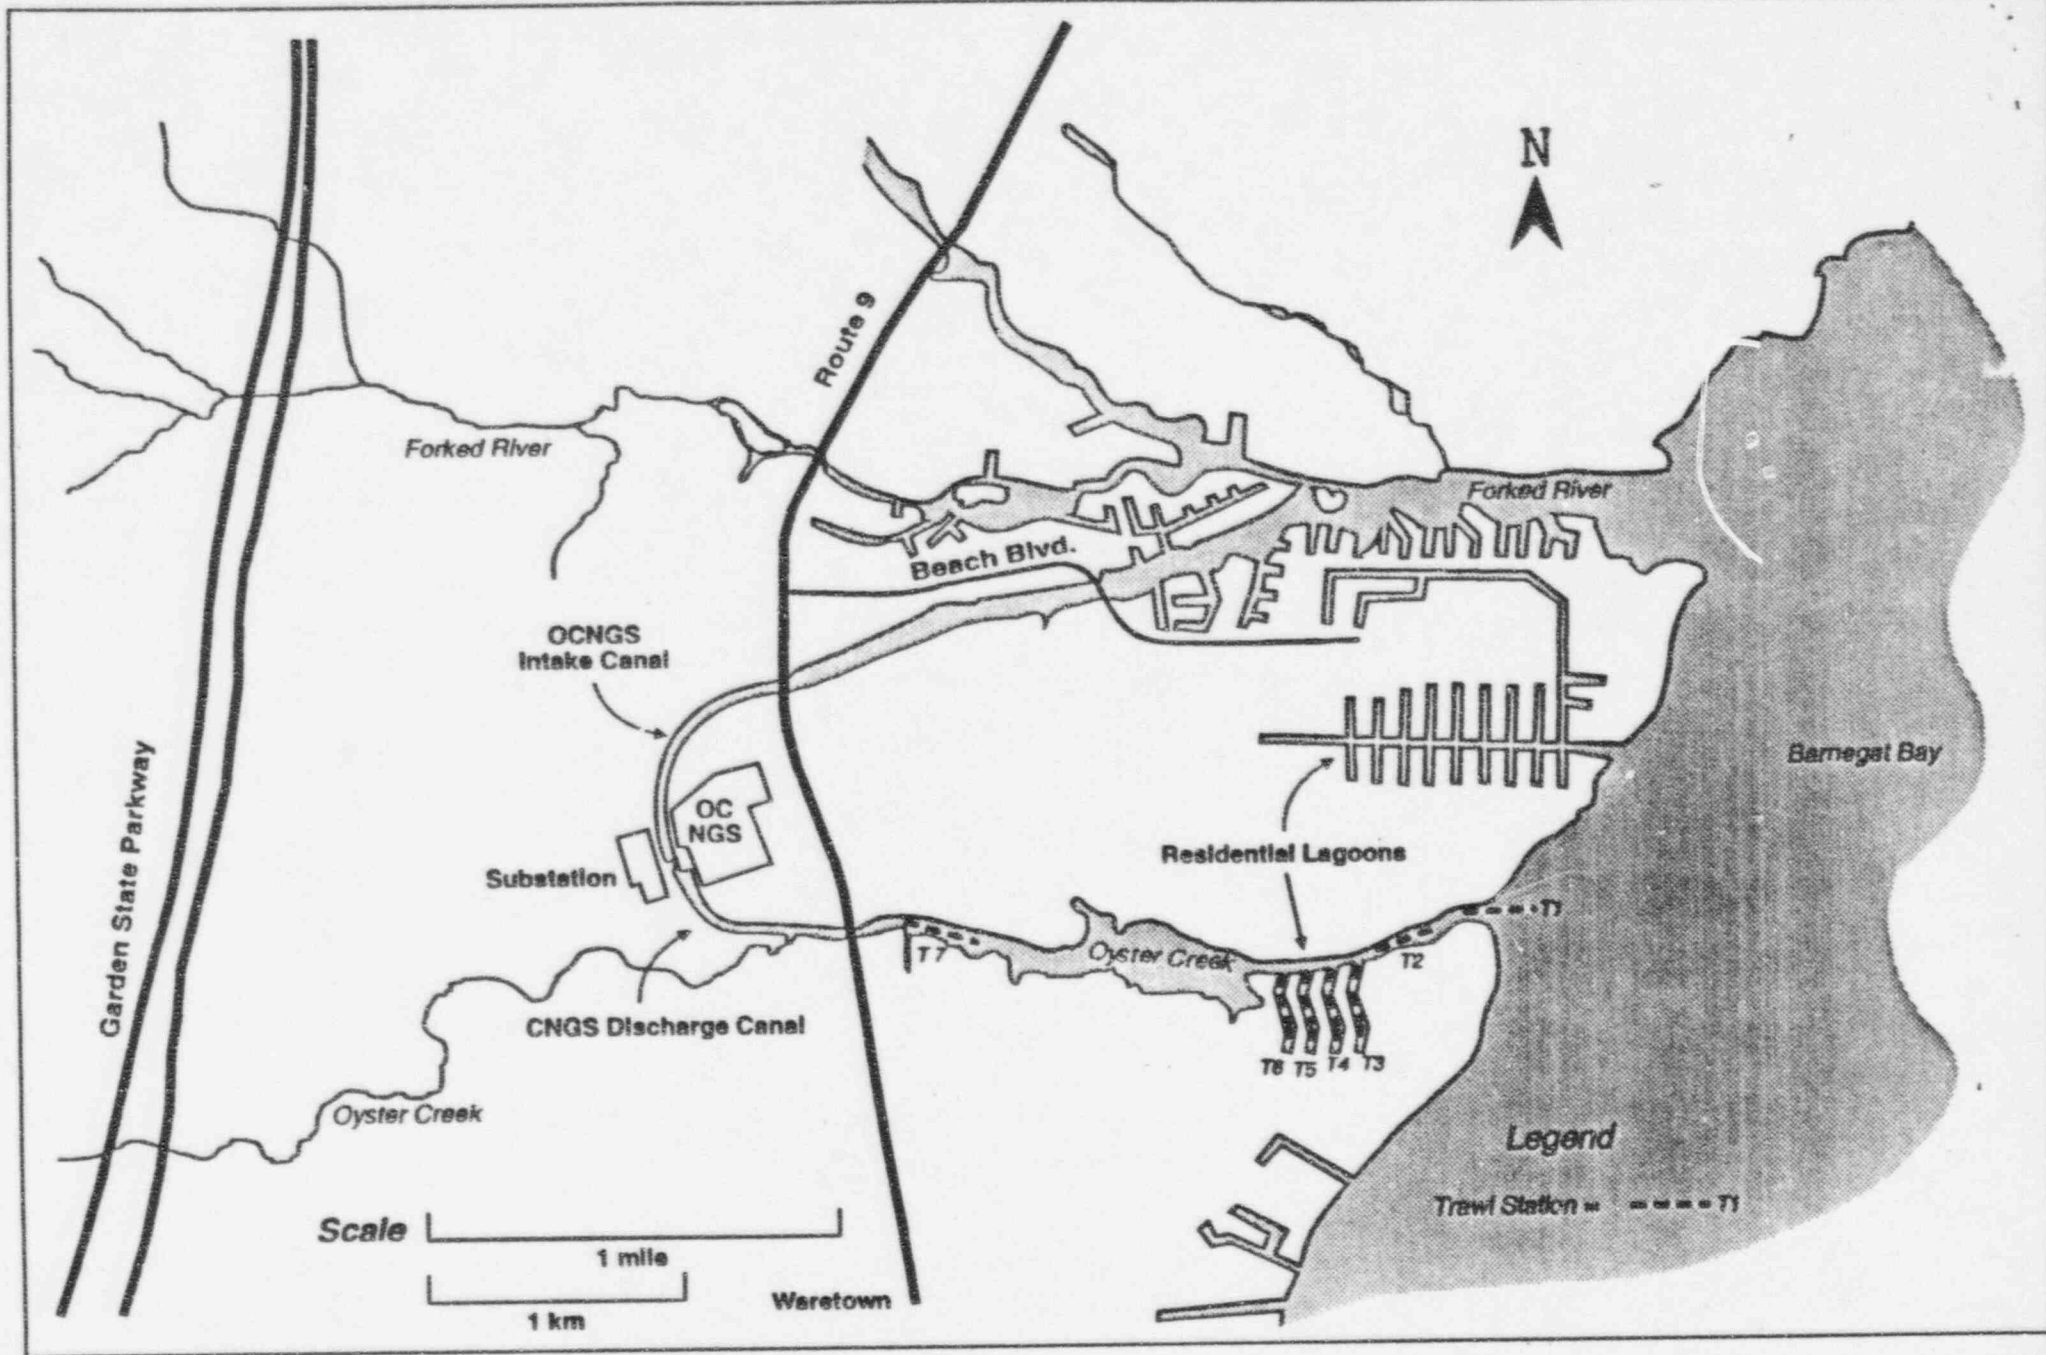 N
Route 9
Forked River
Forked River
Beach Blvd.
OCNGS
Intake Canal
Garden State Parkway
Barnegat Bay
OC
NGS
Residential Lagoons
Substation
T1
T7
Oyster Creek
T2
CNGS Discharge Canal
T6 T5 T4 T3
Oyster Creek
Legend
Trawl Station = T1
Scale
1 mile
Waretown
1 km